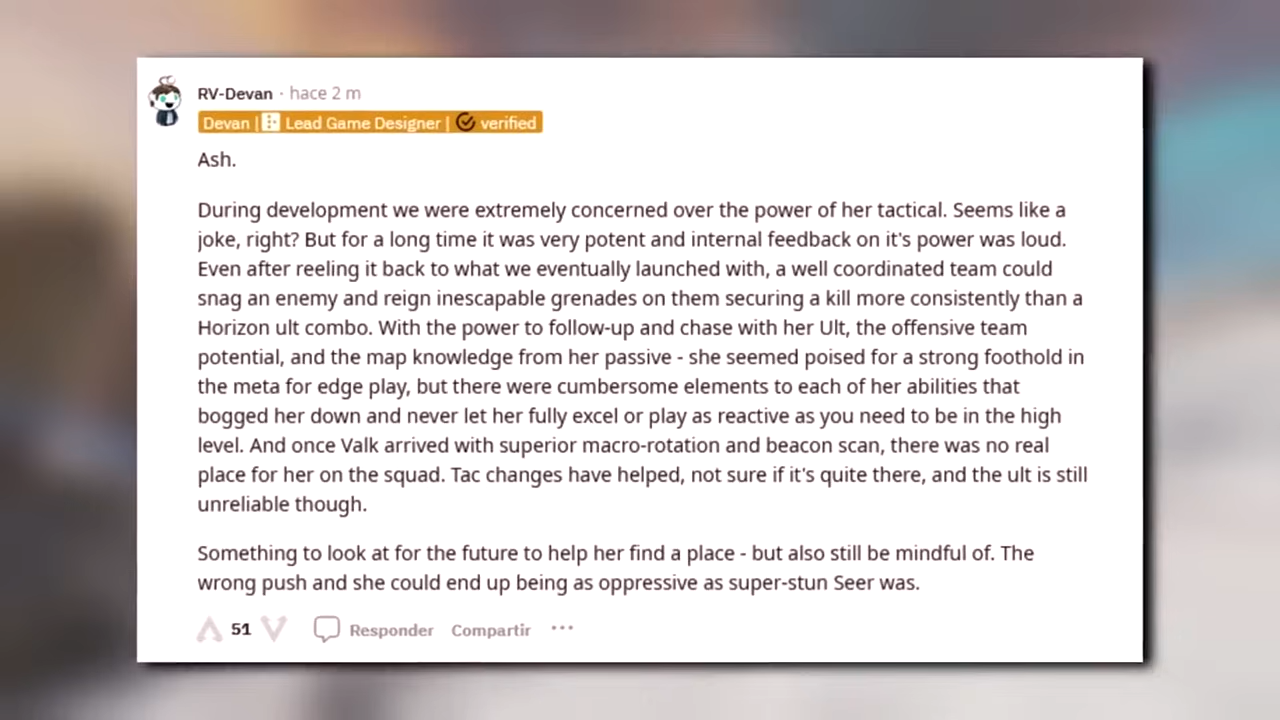 RV-Devan · hace 2 m
Devan | Lead Game Designer | verified
Ash.
During development we were extremely concerned over the power of her tactical. Seems like a
joke, right? But for a long time it was very potent and internal feedback on it's power was loud.
Even after reeling it back to what we eventually launched with, a well coordinated team could
snag an enemy and reign inescapable grenades on them securing a kill more consistently than a
Horizon ult combo. With the power to follow-up and chase with her Ult, the offensive team
potential, and the map knowledge from her passive - she seemed poised for a strong foothold in
the meta for edge play, but there were cumbersome elements to each of her abilities that
bogged her down and never let her fully excel or play as reactive as you need to be in the high
level. And once Valk arrived with superior macro-rotation and beacon scan, there was no real
place for her on the squad. Tac changes have helped, not sure if it's quite there, and the ult is still
unreliable though.
Something to look at for the future to help her find a place - but also still be mindful of. The
wrong push and she could end up being as oppressive as super-stun Seer was.
51 Responder Compartir ···